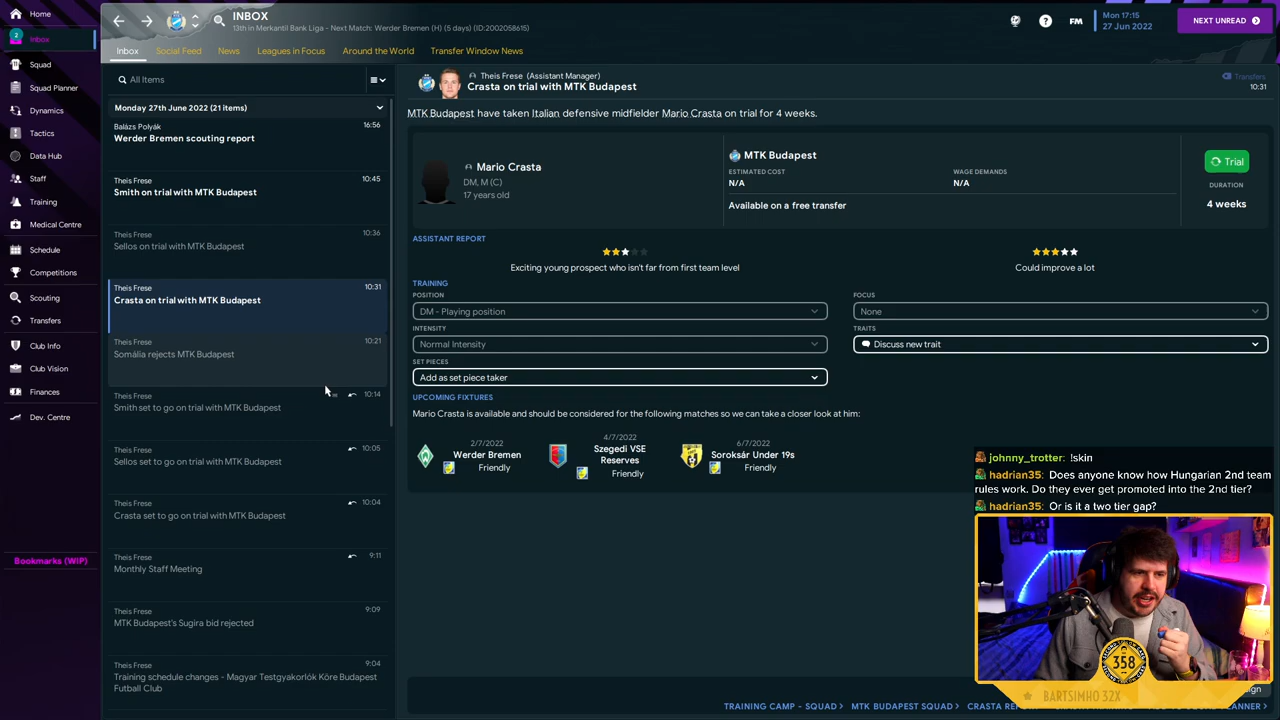 Home
2
Inbox
Squad
Squad Planner
Dynamics
Tactics
Data Hub
Staff
Training
Medical Centre
Schedule
Competitions
Scouting
Transfers
Club Info
Club Vision
Finances
Dev. Centre
Bookmarks (WIP)
INBOX
13th in Merkantil Bank Liga - Next Match: Werder Bremen (H) (5 days) (ID:2002058615)
FM
Mon 17:15
27 Jun 2022
NEXT UNREAD
Inbox
Social Feed
News
Leagues in Focus
Around the World
Transfer Window News
All Items
Monday 27th June 2022 (21 items)
Balázs Polyák
16:56
Werder Bremen scouting report
Theis Frese
10:45
Smith on trial with MTK Budapest
Theis Frese
10:36
Sellos on trial with MTK Budapest
Theis Frese
10:31
Crasta on trial with MTK Budapest
Theis Frese
10:21
Somália rejects MTK Budapest
Theis Frese
10:14
Smith set to go on trial with MTK Budapest
Theis Frese
10:05
Sellos set to go on trial with MTK Budapest
Theis Frese
10:04
Crasta set to go on trial with MTK Budapest
Theis Frese
9:11
Monthly Staff Meeting
Theis Frese
9:09
MTK Budapest's Sugira bid rejected
Theis Frese
9:04
Training schedule changes - Magyar Testgyakorlók Köre Budapest
Futball Club
Theis Frese (Assistant Manager)
Crasta on trial with MTK Budapest
Transfers
10:31
MTK Budapest have taken Italian defensive midfielder Mario Crasta on trial for 4 weeks.
Mario Crasta
DM, M (C)
17 years old
MTK Budapest
ESTIMATED COST
WAGE DEMANDS
N/A
N/A
Available on a free transfer
Trial
DURATION
4 weeks
ASSISTANT REPORT
Exciting young prospect who isn't far from first team level
Could improve a lot
TRAINING
POSITION
FOCUS
DM - Playing position
None
INTENSITY
TRAITS
Normal Intensity
Discuss new trait
SET PIECES
Add as set piece taker
UPCOMING FIXTURES
Mario Crasta is available and should be considered for the following matches so we can take a closer look at him:
2/7/2022
Werder Bremen
Friendly
4/7/2022
Szegedi VSE
Reserves
Friendly
6/7/2022
Soroksár Under 19s
Friendly
johnny_trotter: !skin
hadrian35: Does anyone know how Hungarian 2nd team
rules work. Do they ever get promoted into the 2nd tier?
hadrian35: Or is it a two tier gap?
358
BARTSIMHO 32X
TRAINING CAMP - SQUAD >
MTK BUDAPEST SQUAD >
CRASTA RE
PLANNER >